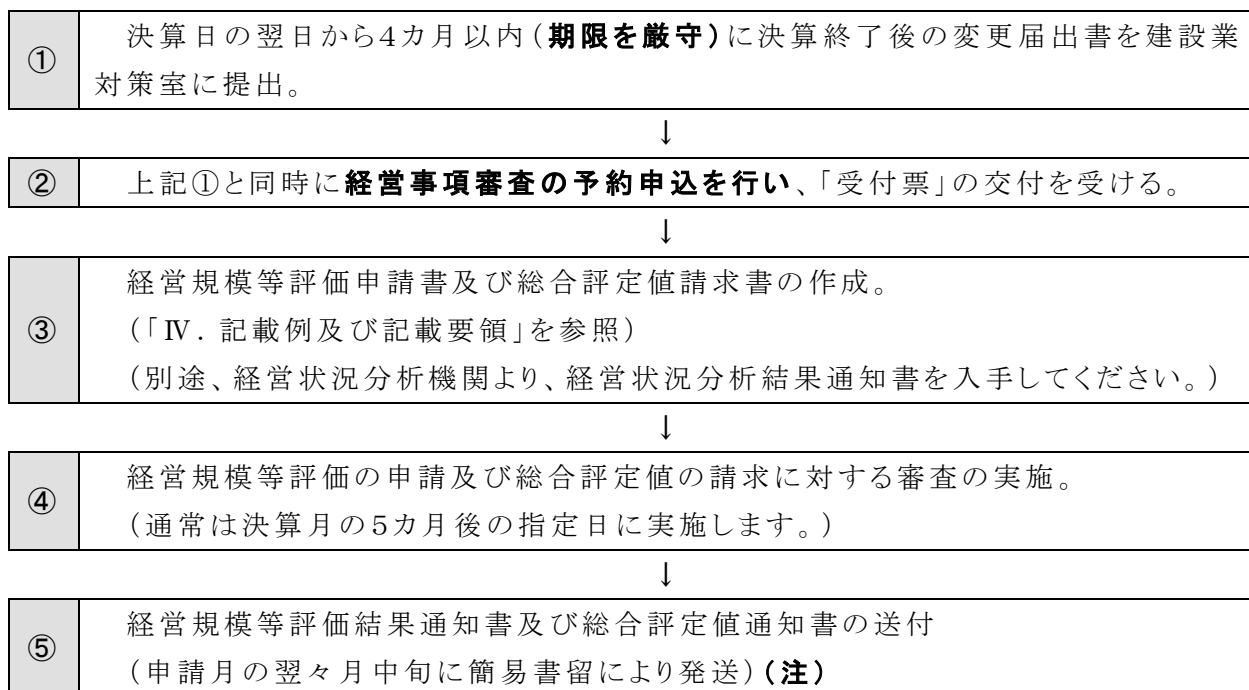 ①
決算日の翌日から4カ月以内(期限を厳守)に決算終了後の変更届出書を建設業
対策室に提出。
↓
②
上記①と同時に経営事項審査の予約申込を行い、「受付票」の交付を受ける。
↓
③
経営規模等評価申請書及び総合評定値請求書の作成。
(「Ⅳ. 記載例及び記載要領」を参照)
(別途、経営状況分析機関より、経営状況分析結果通知書を入手してください。)
↓
④
経営規模等評価の申請及び総合評定値の請求に対する審査の実施。
(通常は決算月の5カ月後の指定日に実施します。)
↓
⑤
経営規模等評価結果通知書及び総合評定値通知書の送付
(申請月の翌々月中旬に簡易書留により発送)(注)